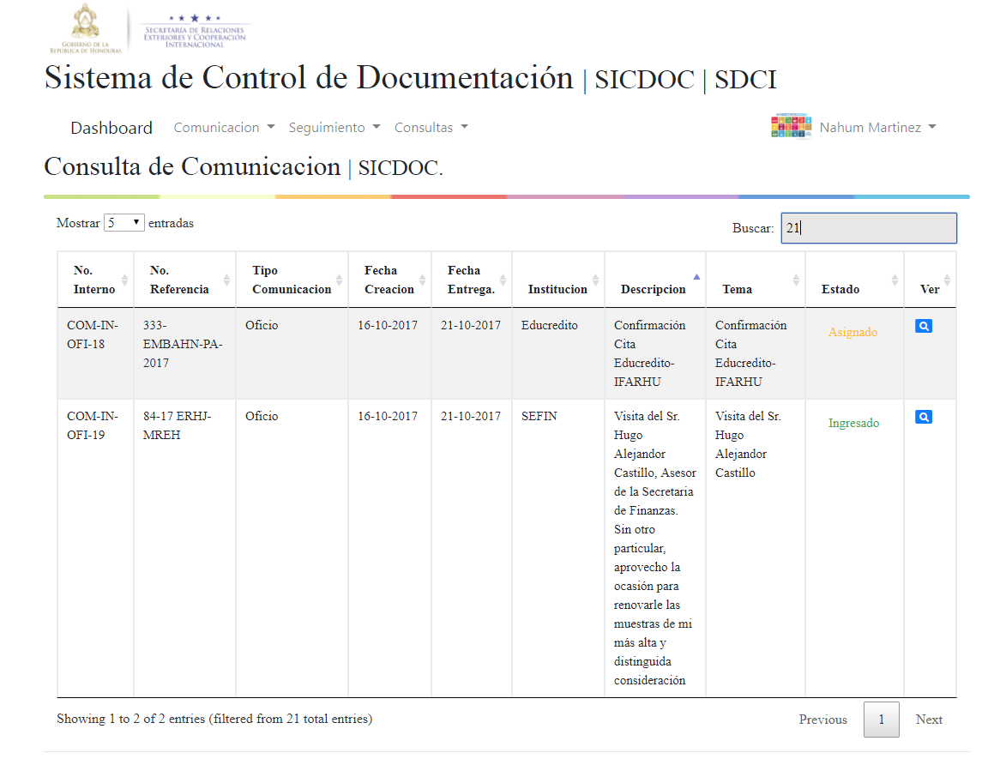 GOBIERNO DE LA
REPÚBLICA DE HONDURAS
SECRETARÍA DE RELACIONES
EXTERIORES Y COOPERACIÓN
INTERNACIONAL
Sistema de Control de Documentación | SICDOC | SDCI
Dashboard Comunicacion Seguimiento Consultas Nahum Martinez
Consulta de Comunicacion | SICDOC.
Mostrar 5 entradas
Buscar: 21
No.
Interno
No.
Referencia
Tipo
Comunicacion
Fecha
Creacion
Fecha
Entrega.
Institucion
Descripcion
Tema
Estado
Ver
COM-IN-
OFI-18
333-
EMBAHN-PA-
2017
Oficio
16-10-2017
21-10-2017
Educredito
Confirmación
Cita
Educredito-
IFARHU
Confirmación
Cita
Educredito-
IFARHU
Asignado
COM-IN-
OFI-19
84-17 ERHJ-
MREH
Oficio
16-10-2017
21-10-2017
SEFIN
Visita del Sr.
Hugo
Alejandor
Castillo, Asesor
de la Secretaria
de Finanzas.
Sin otro
particular,
aprovecho la
ocasión para
renovarle las
muestras de mi
más alta y
distinguida
consideración
Visita del Sr.
Hugo
Alejandor
Castillo
Ingresado
Showing 1 to 2 of 2 entries (filtered from 21 total entries)
Previous 1 Next